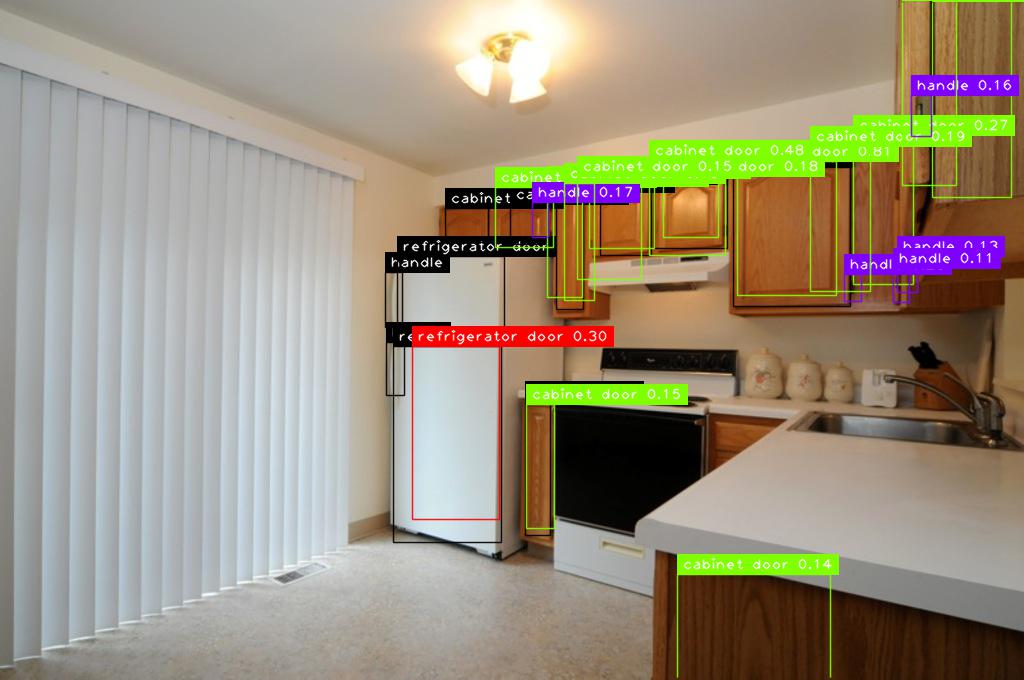 handle 0.16
cabinet door 0.27
cabinet door 0.19
cabinet door 0.48
door 0.81
cabinet door 0.15
door 0.18
cabinet
handle 0.17
cabinet
refrigerator door
handle
handle 0.13
handle 0.11
refrigerator door 0.30
cabinet door 0.15
cabinet door 0.14